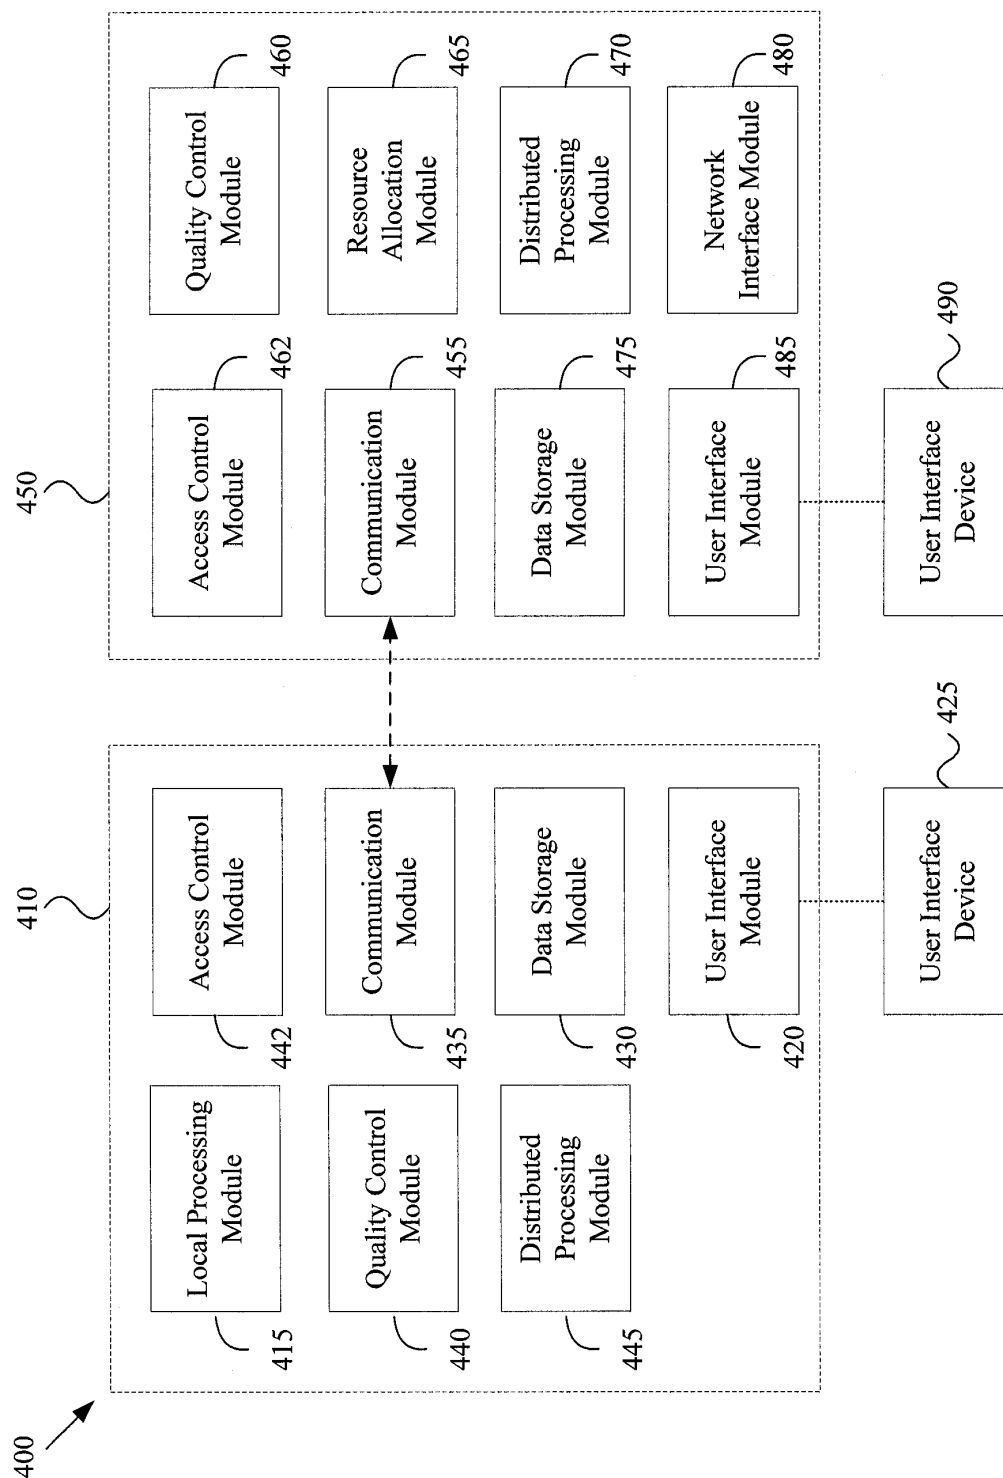 400
410
450
Local Processing
Module
415
Access Control
Module
442
Access Control
Module
462
Quality Control
Module
460
Quality Control
Module
440
Communication
Module
435
Communication
Module
455
Resource
Allocation
Module
465
Distributed
Processing
Module
445
Data Storage
Module
430
Data Storage
Module
475
Distributed
Processing
Module
470
User Interface
Module
420
User Interface
Module
485
Network
Interface Module
480
User Interface
Device
425
User Interface
Device
490